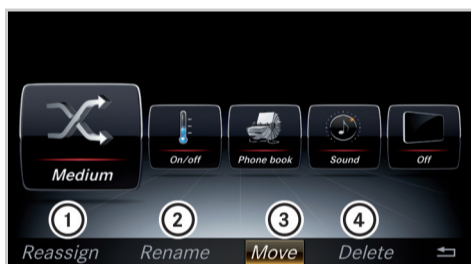 Medium On/off Phone book Sound Off
1 2 3 4
Reassign Rename Move Delete